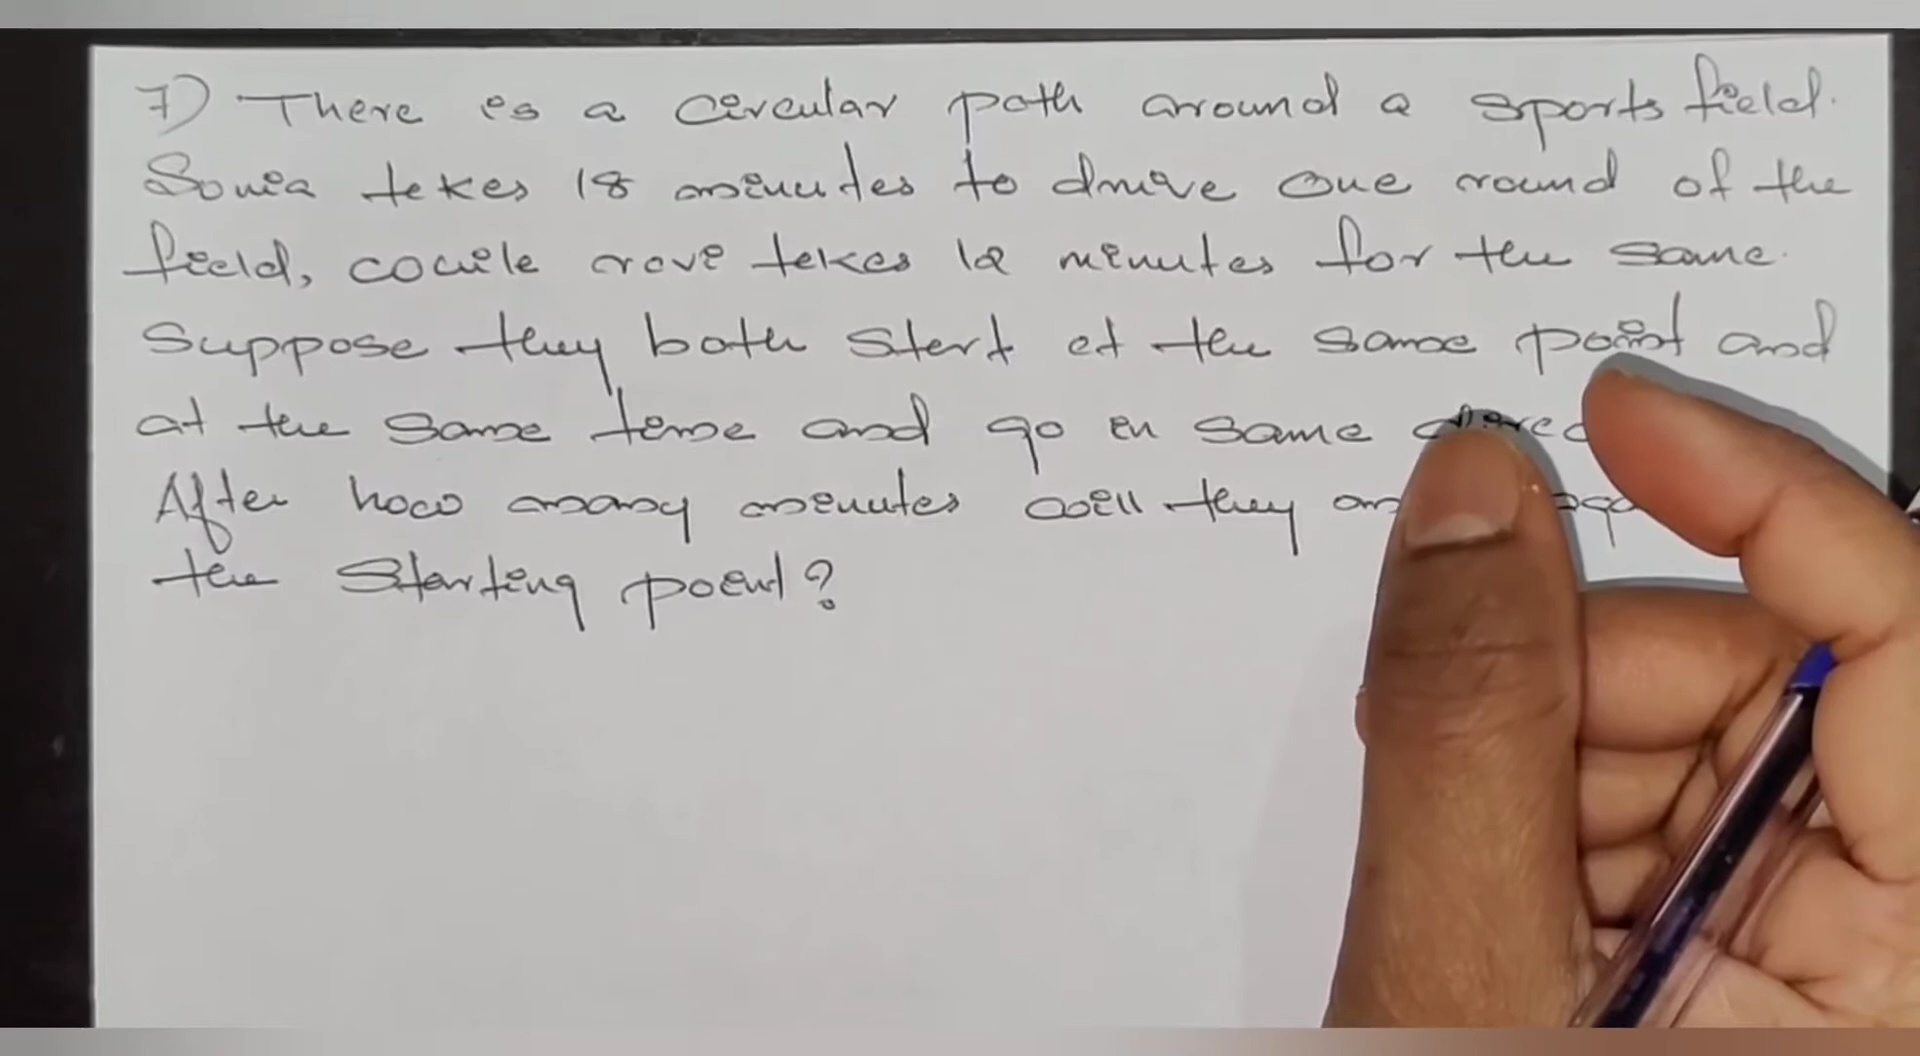 7) There is a circular path around a sports field.
Sonia takes 18 minutes to drive one round of the
field, while ravi takes 12 minutes for the same.
Suppose they both start at the same point and
at the same time and go in same
After how many minutes will they
the starting point?